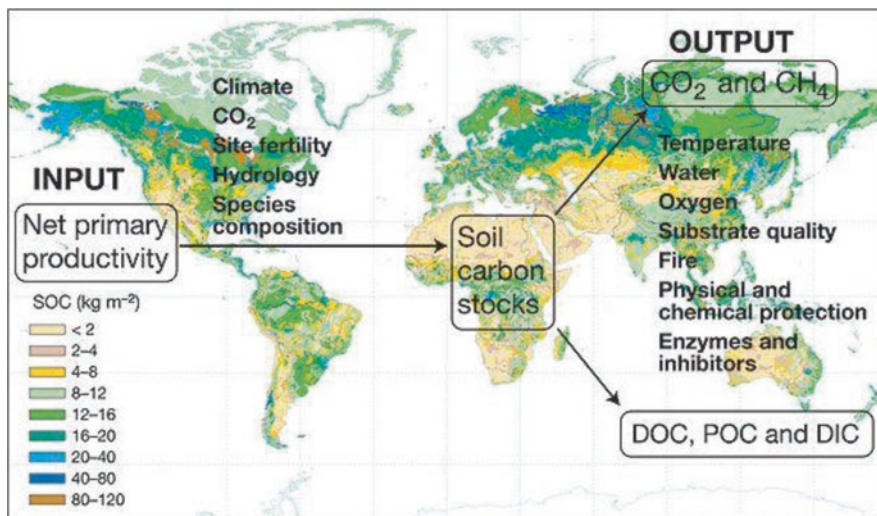 INPUT
Net primary
productivity
Climate
CO₂
Site fertility
Hydrology
Species
composition
Soil
carbon
stocks
OUTPUT
CO₂ and CH₄
Temperature
Water
Oxygen
Substrate quality
Fire
Physical and
chemical protection
Enzymes and
inhibitors
DOC, POC and DIC
SOC (kg m⁻²)
< 2
2–4
4–8
8–12
12–16
16–20
20–40
40–80
80–120